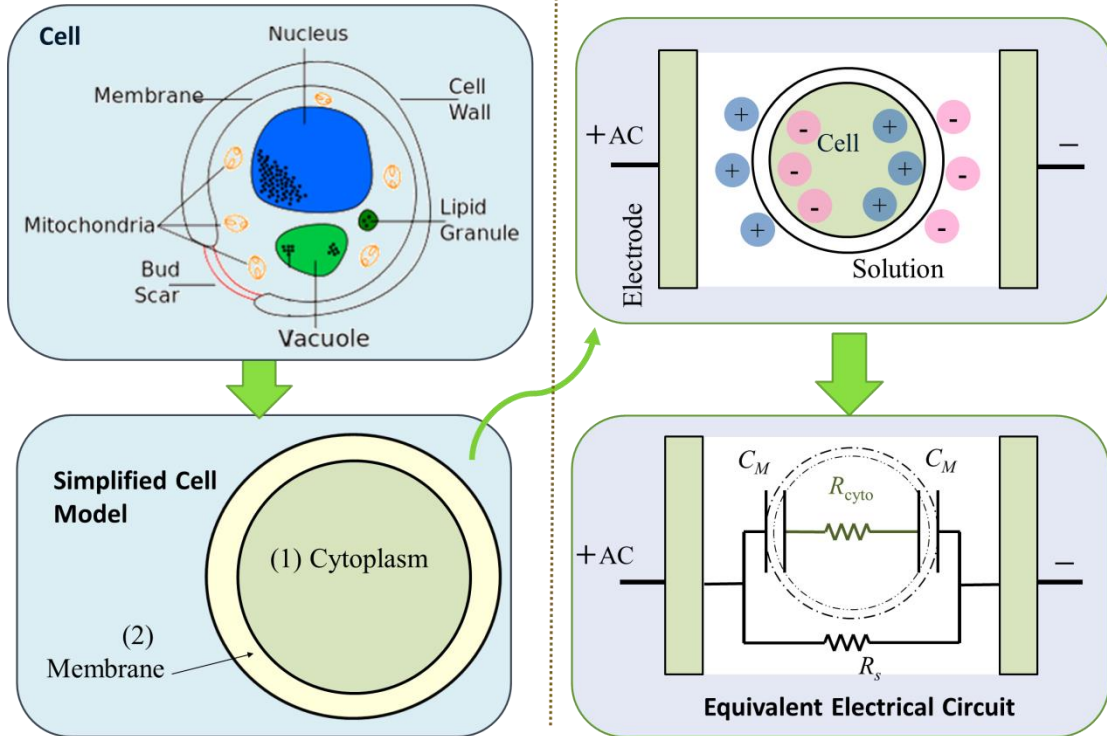 Cell
Nucleus
Membrane
Cell
Wall
Mitochondria
Lipid
Granule
Bud
Scar
Vacuole
Simplified Cell
Model
(1) Cytoplasm
(2)
Membrane
+AC
–
+
-
+
-
Cell
-
+
-
+
-
+
-
+
Solution
Electrode
C_M
C_M
R_cyto
+AC
–
R_s
Equivalent Electrical Circuit